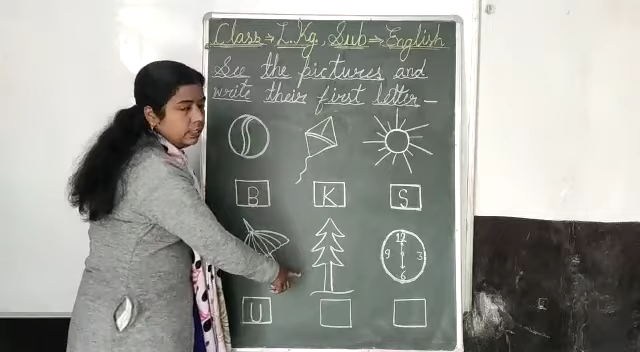 Class → L.Kg, Sub ⇒ English
See the pictures and
write their first letter —
B K S
12
9 3
6
U